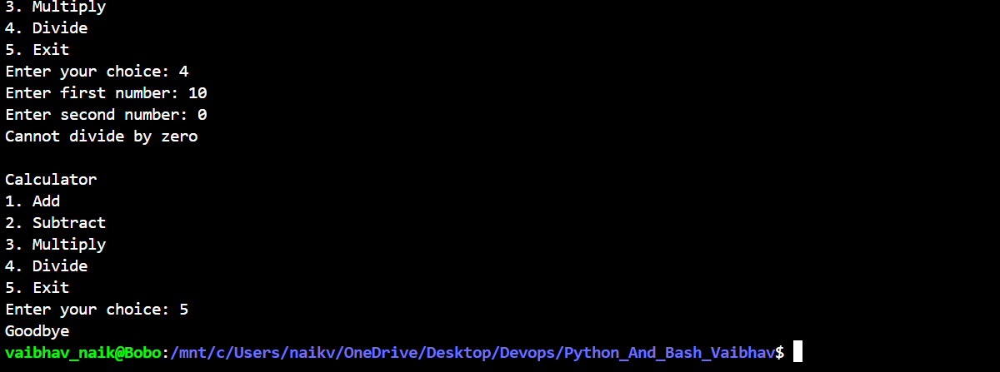 3. Multiply
4. Divide
5. Exit
Enter your choice: 4
Enter first number: 10
Enter second number: 0
Cannot divide by zero

Calculator
1. Add
2. Subtract
3. Multiply
4. Divide
5. Exit
Enter your choice: 5
Goodbye
vaibhav_naik@Bobo:/mnt/c/Users/naikv/OneDrive/Desktop/Devops/Python_And_Bash_Vaibhav$